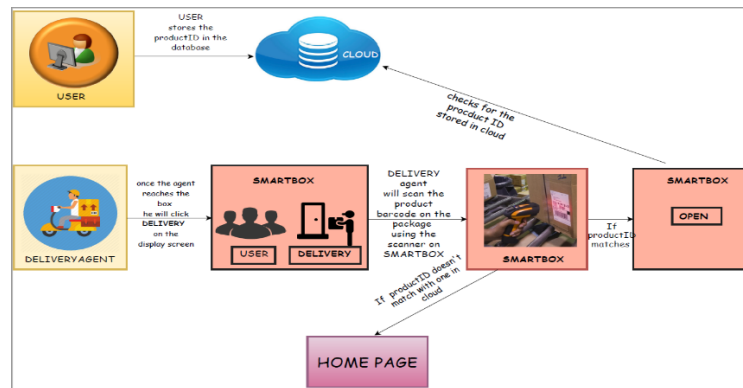 USER
stores the
productID in the
database
CLOUD
USER
checks for the
procduct ID
stored in cloud
once the agent
reaches the
box
he will click
DELIVERY
on the
display screen
SMARTBOX
USER
DELIVERY
DELIVERY
agent
will scan the
product
barcode on the
package
using the
scanner on
SMARTBOX
SMARTBOX
If
productID
matches
SMARTBOX
OPEN
DELIVERYAGENT
If productID doesn't
match with one in
cloud
HOME PAGE